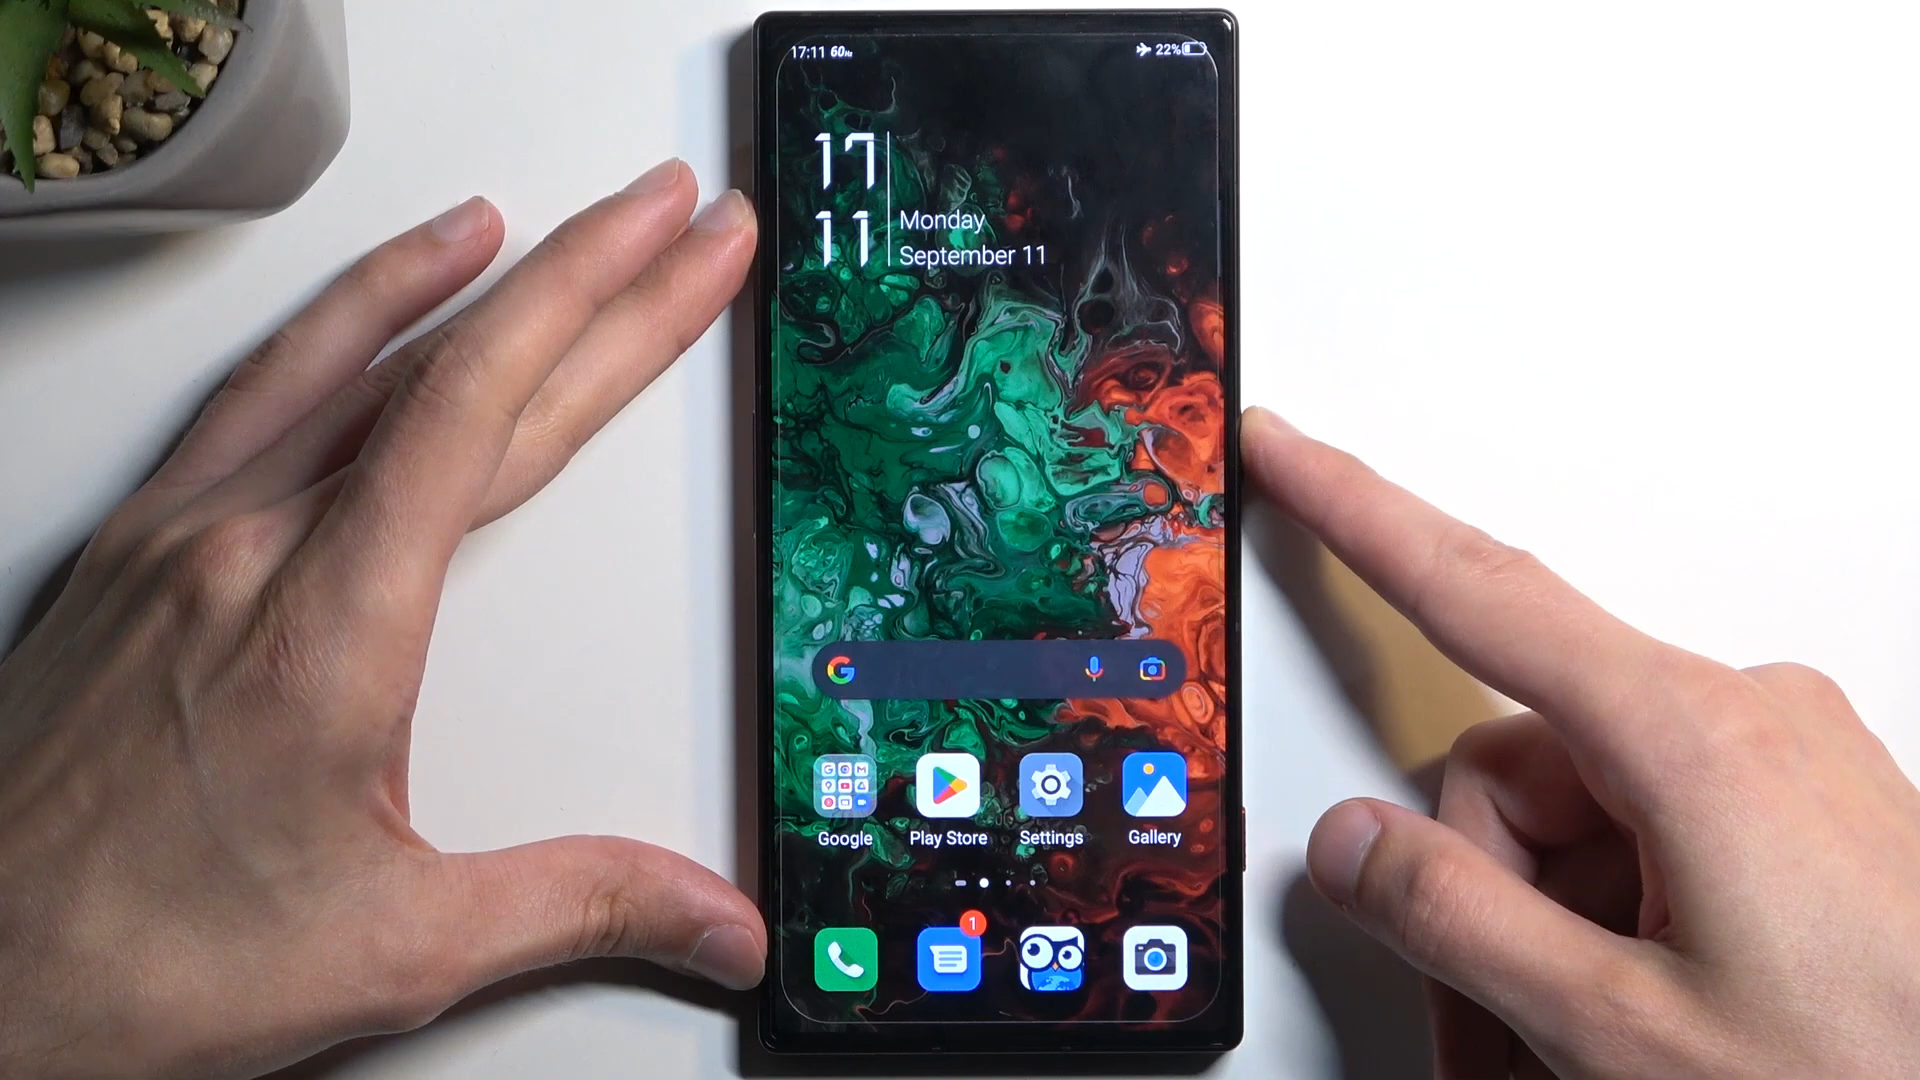 17:11 60Hz
22%
17
11
Monday
September 11
Google
Play Store
Settings
Gallery
1